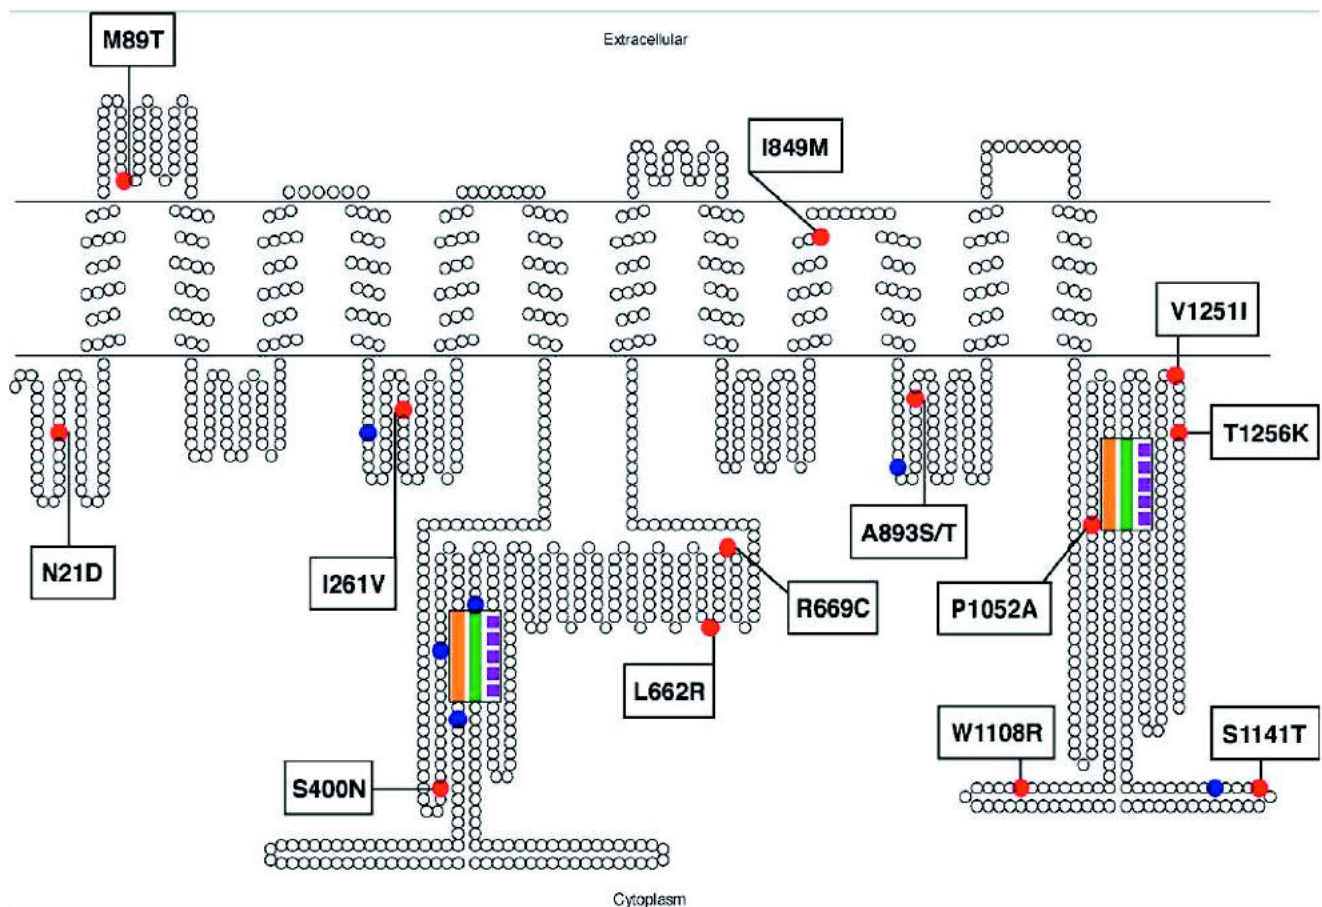 M89T
Extracellular
I849M
V1251I
T1256K
A893S/T
N21D
I261V
R669C
P1052A
L662R
W1108R
S1141T
S400N
Cytoplasm